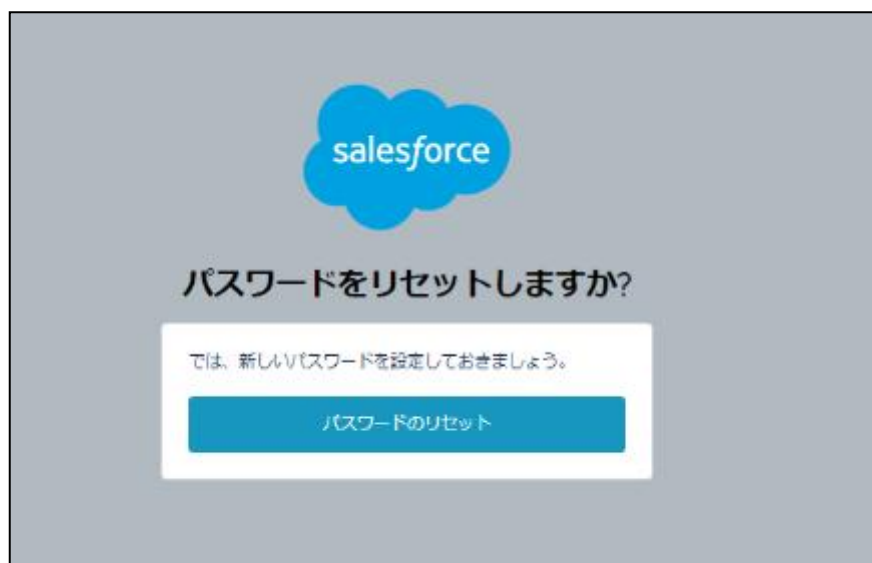 salesforce
パスワードをリセットしますか?
では、新しいパスワードを設定しておきましょう。
パスワードのリセット